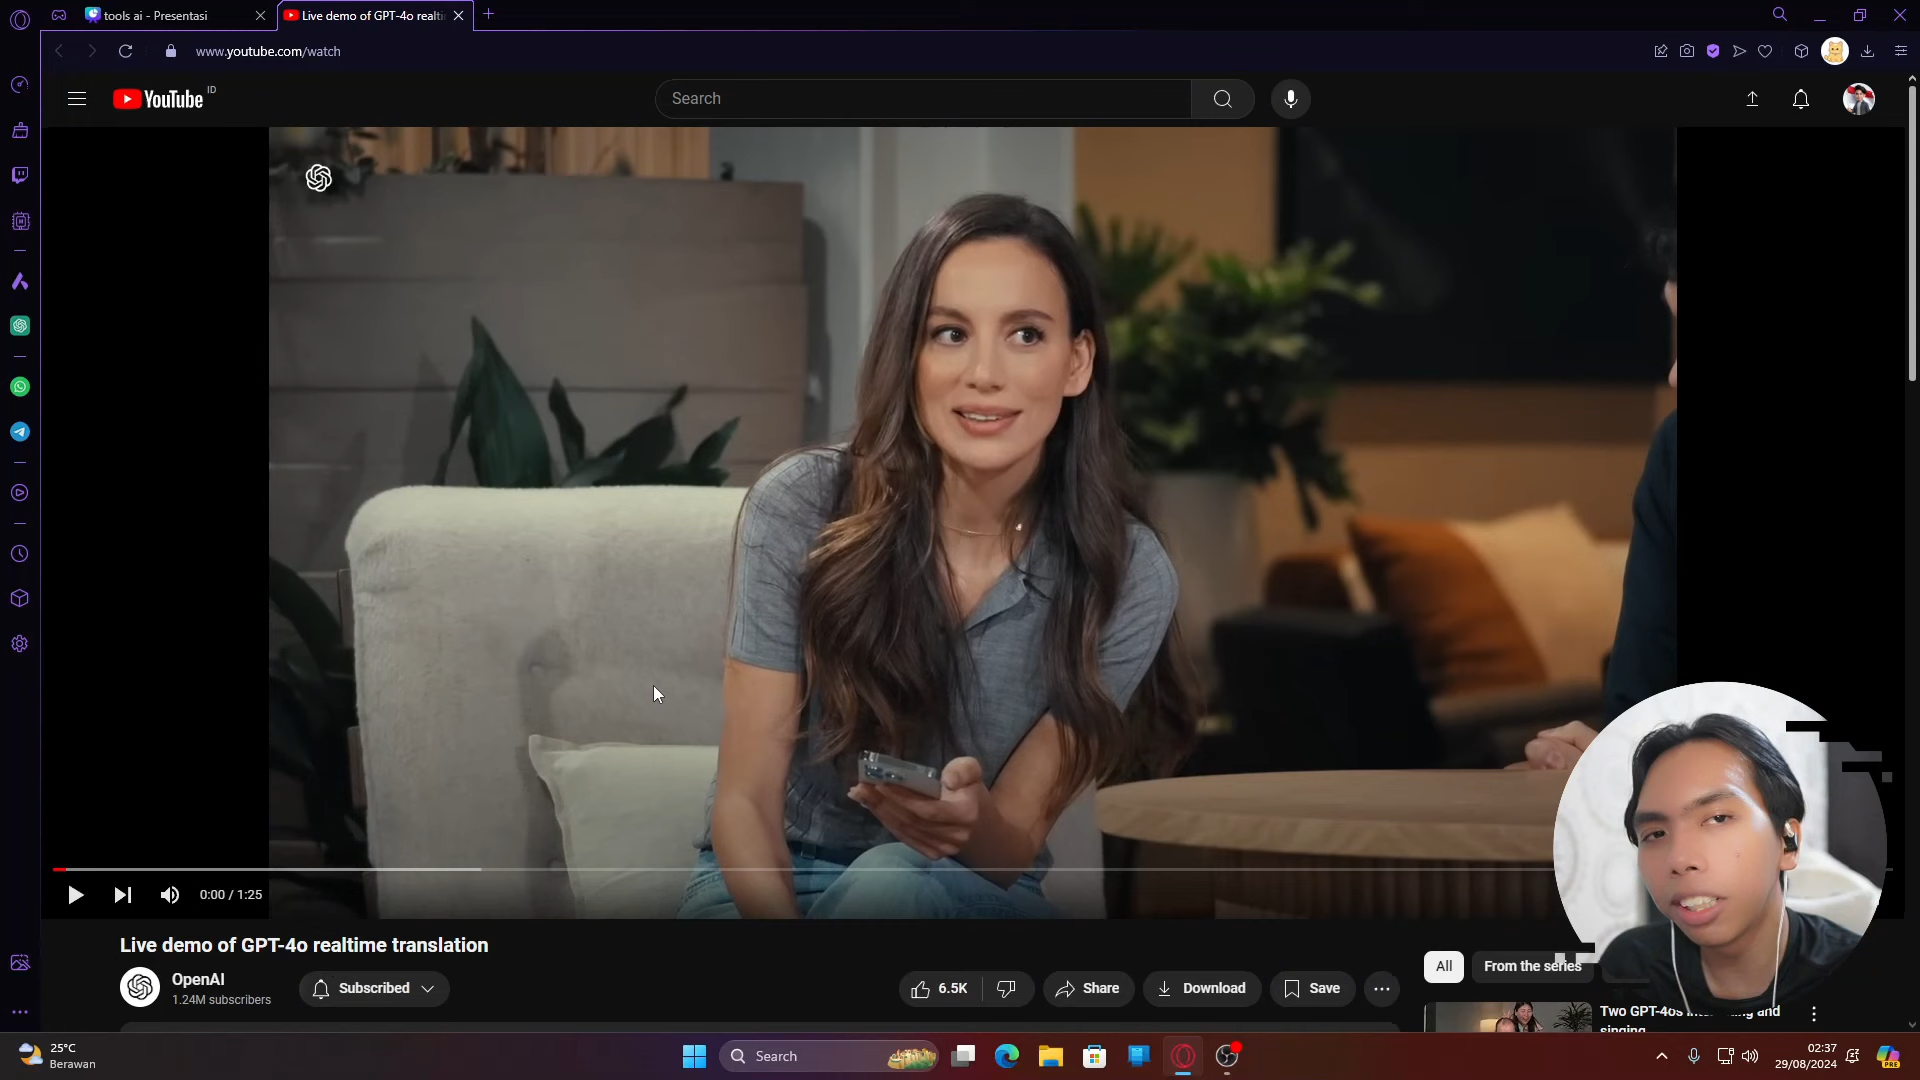 tools ai - Presentasi
Live demo of GPT-4o realti
www.youtube.com/watch
YouTube ID
Search
0:00 / 1:25
Live demo of GPT-4o realtime translation
OpenAI
1.24M subscribers
Subscribed
6.5K
Share
Download
Save
All
From the series
Two GPT-4os and
singing
25°C
Berawan
Search
02:37
29/08/2024
PRE